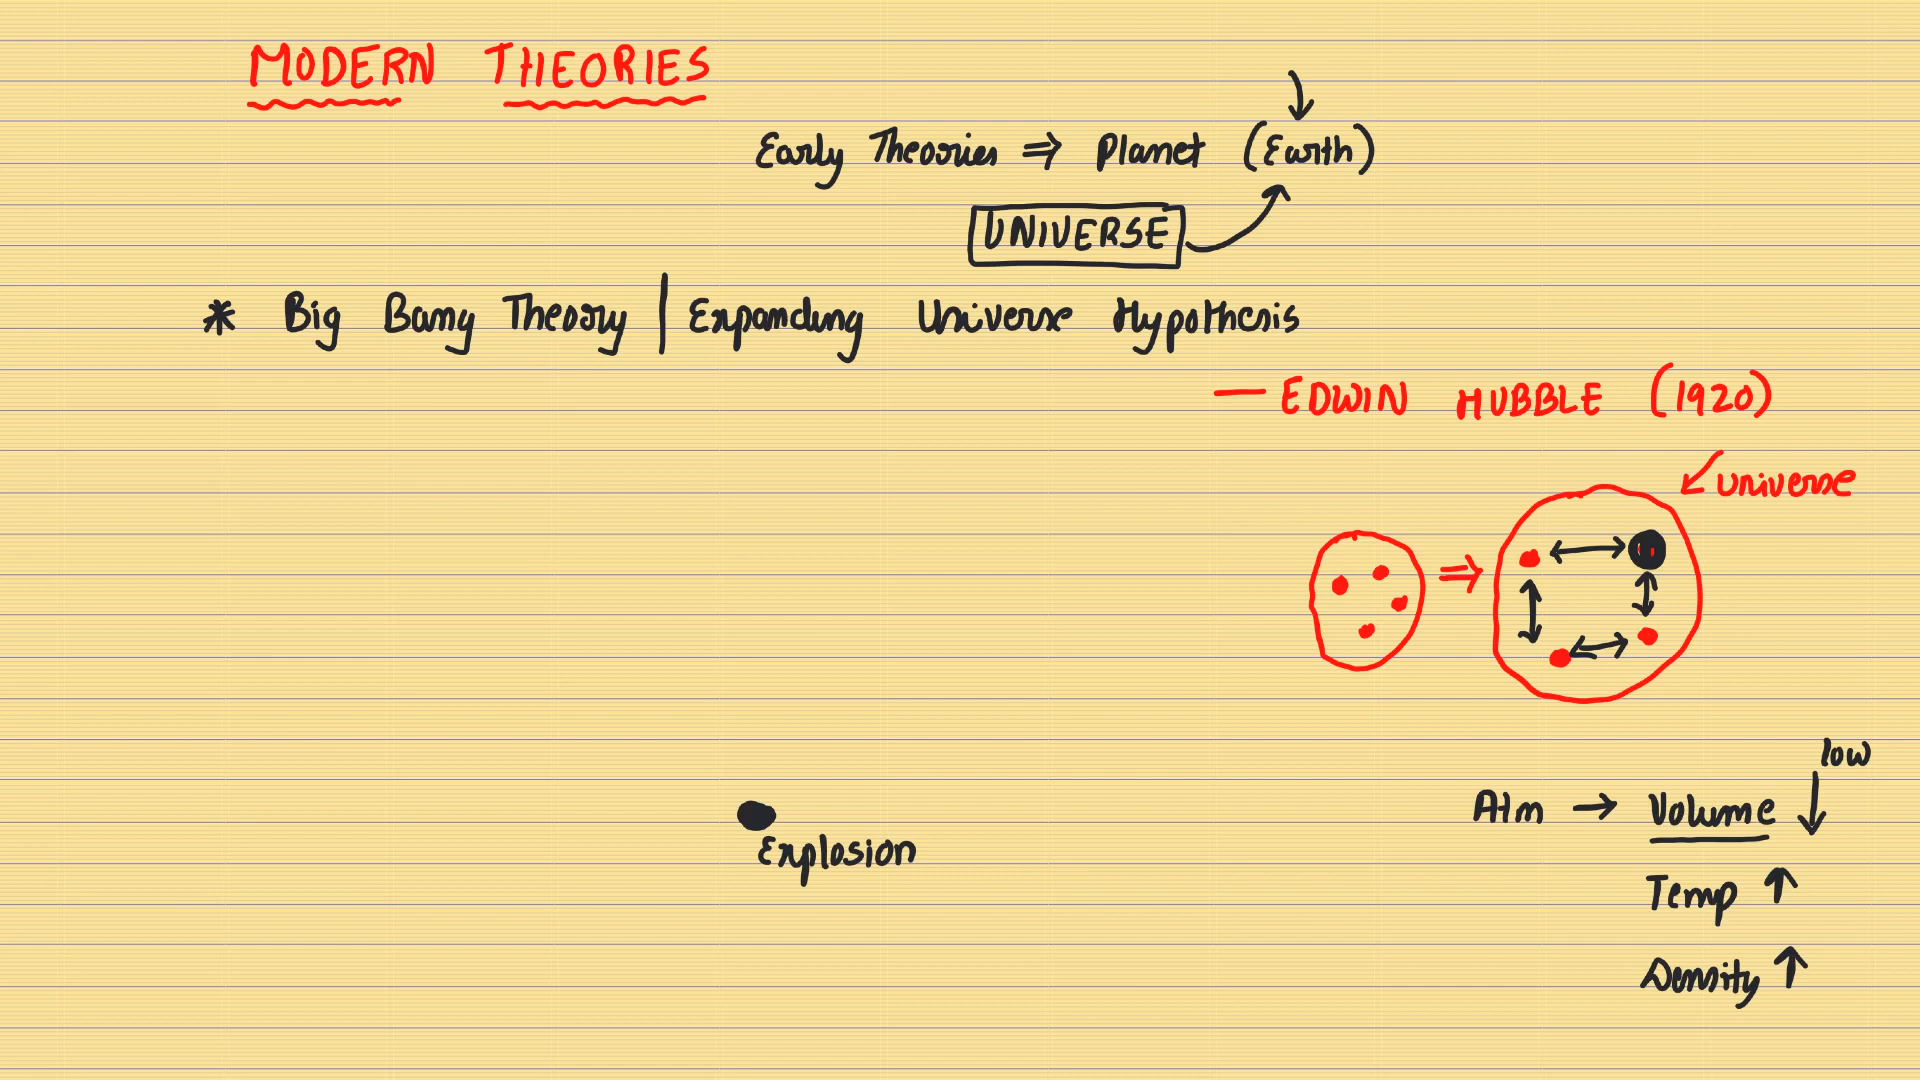 MODERN THEORIES
Early Theories ⇒ Planet (Earth)
UNIVERSE
* Big Bang Theory | Expanding Universe Hypothesis
— EDWIN HUBBLE (1920)
universe
⇒
low
Atm → Volume ↓
Explosion
Temp ↑
Density ↑